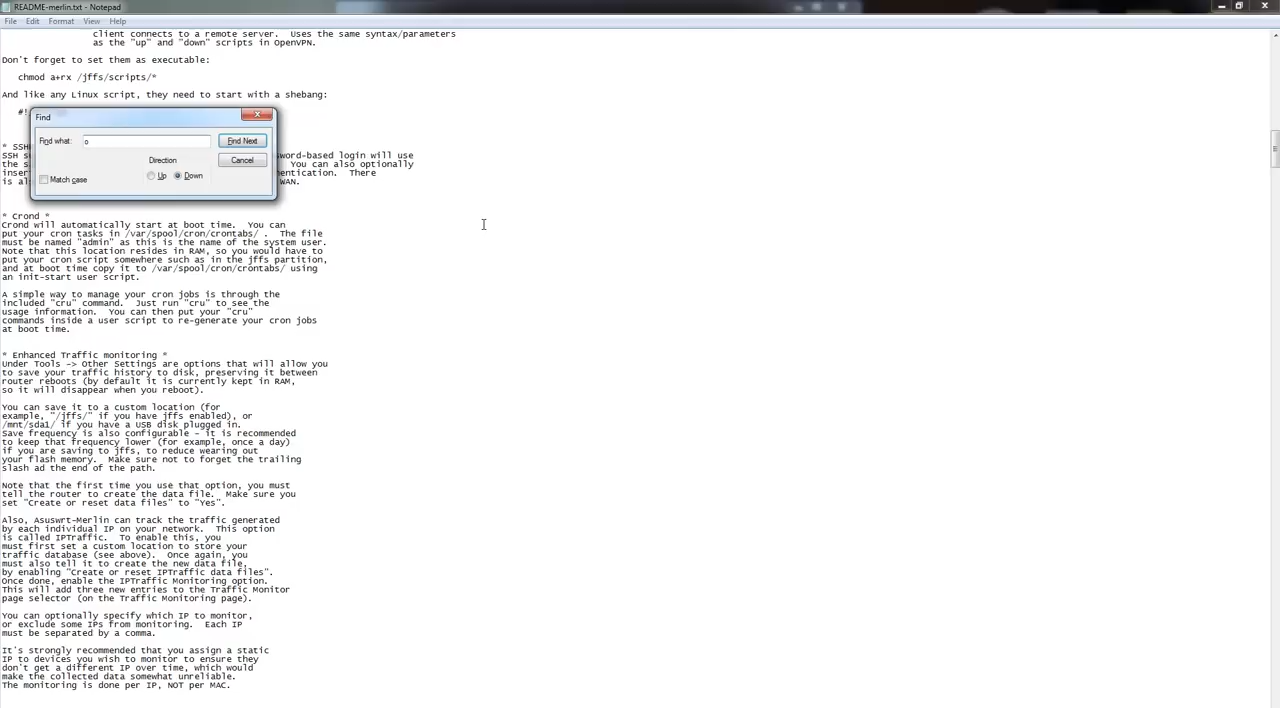 README-merlin.txt - Notepad
File Edit Format View Help
client connects to a remote server. Uses the same syntax/parameters
as the "up" and "down" scripts in OpenVPN.
Don't forget to set them as executable:
chmod a+rx /jffs/scripts/*
And like any Linux script, they need to start with a shebang:
#!
Find
Find what: o
Find Next
Direction
Cancel
Match case
Up
Down
* SSH
SSH
sword-based login will use
the
You can also optionally
inser
entication. There
is al
WAN.
* Crond *
Crond will automatically start at boot time. You can
put your cron tasks in /var/spool/cron/crontabs/ . The file
must be named "admin" as this is the name of the system user.
Note that this location resides in RAM, so you would have to
put your cron script somewhere such as in the jffs partition,
and at boot time copy it to /var/spool/cron/crontabs/ using
an init-start user script.
A simple way to manage your cron jobs is through the
included "cru" command. Just run "cru" to see the
usage information. You can then put your "cru"
commands inside a user script to re-generate your cron jobs
at boot time.
* Enhanced Traffic monitoring *
Under Tools -> Other Settings are options that will allow you
to save your traffic history to disk, preserving it between
router reboots (by default it is currently kept in RAM,
so it will disappear when you reboot).
You can save it to a custom location (for
example, "/jffs/" if you have jffs enabled), or
/mnt/sda1/ if you have a USB disk plugged in.
Save frequency is also configurable - it is recommended
to keep that frequency lower (for example, once a day)
if you are saving to jffs, to reduce wearing out
your flash memory. Make sure not to forget the trailing
slash ad the end of the path.
Note that the first time you use that option, you must
tell the router to create the data file. Make sure you
set "Create or reset data files" to "Yes".
Also, Asuswrt-Merlin can track the traffic generated
by each individual IP on your network. This option
is called IPTraffic. To enable this, you
must first set a custom location to store your
traffic database (see above). Once again, you
must also tell it to create the new data file,
by enabling "Create or reset IPTraffic data files".
Once done, enable the IPTraffic Monitoring option.
This will add three new entries to the Traffic Monitor
page selector (on the Traffic Monitoring page).
You can optionally specify which IP to monitor,
or exclude some IPs from monitoring. Each IP
must be separated by a comma.
It's strongly recommended that you assign a static
IP to devices you wish to monitor to ensure they
don't get a different IP over time, which would
make the collected data somewhat unreliable.
The monitoring is done per IP, NOT per MAC.